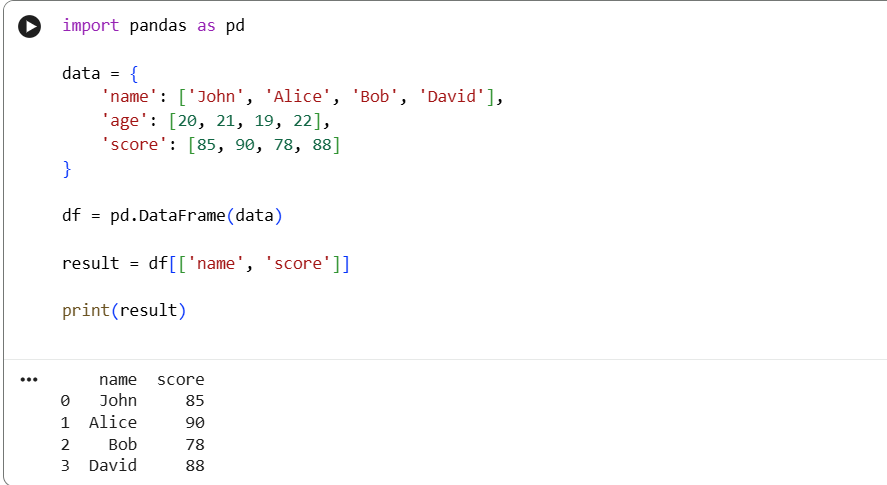 import pandas as pd
data = {
    'name': ['John', 'Alice', 'Bob', 'David'],
    'age': [20, 21, 19, 22],
    'score': [85, 90, 78, 88]
}
df = pd.DataFrame(data)
result = df[['name', 'score']]
print(result)
    name  score
0   John     85
1  Alice     90
2    Bob     78
3  David     88